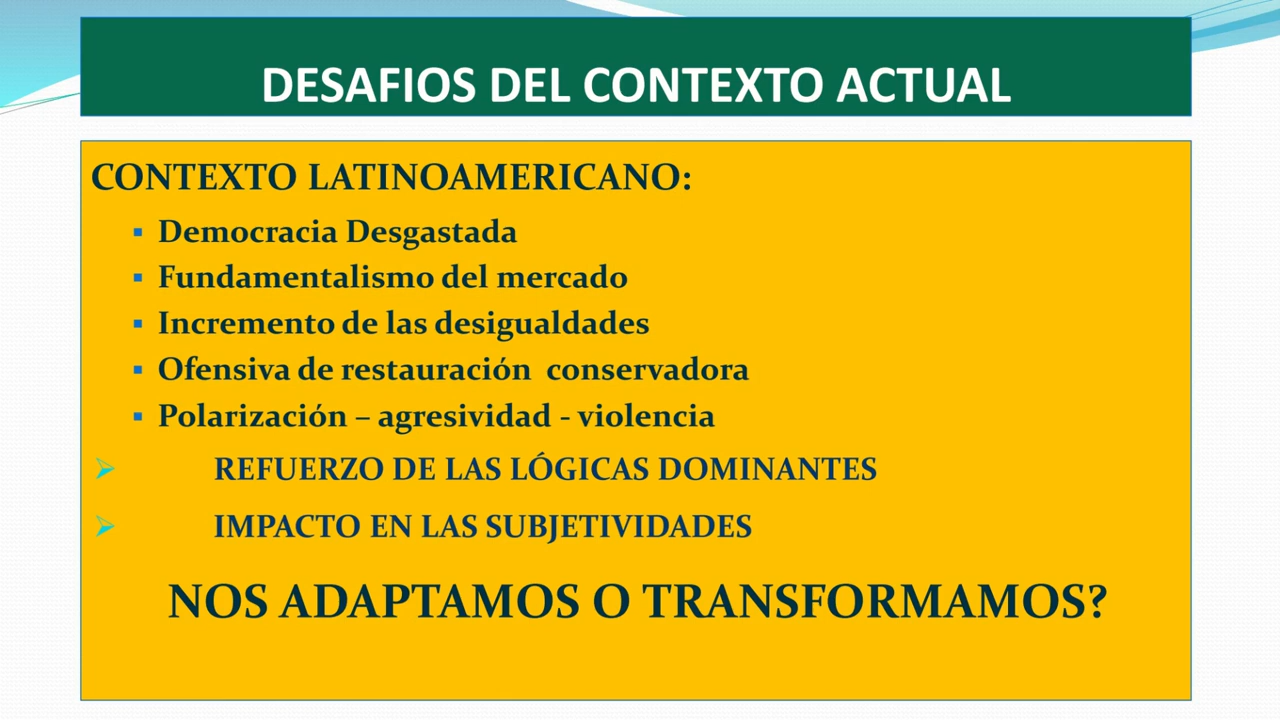 DESAFIOS DEL CONTEXTO ACTUAL
CONTEXTO LATINOAMERICANO:
▪ Democracia Desgastada
▪ Fundamentalismo del mercado
▪ Incremento de las desigualdades
▪ Ofensiva de restauración  conservadora
▪ Polarización – agresividad - violencia
➢ REFUERZO DE LAS LÓGICAS DOMINANTES
➢ IMPACTO EN LAS SUBJETIVIDADES
NOS ADAPTAMOS O TRANSFORMAMOS?